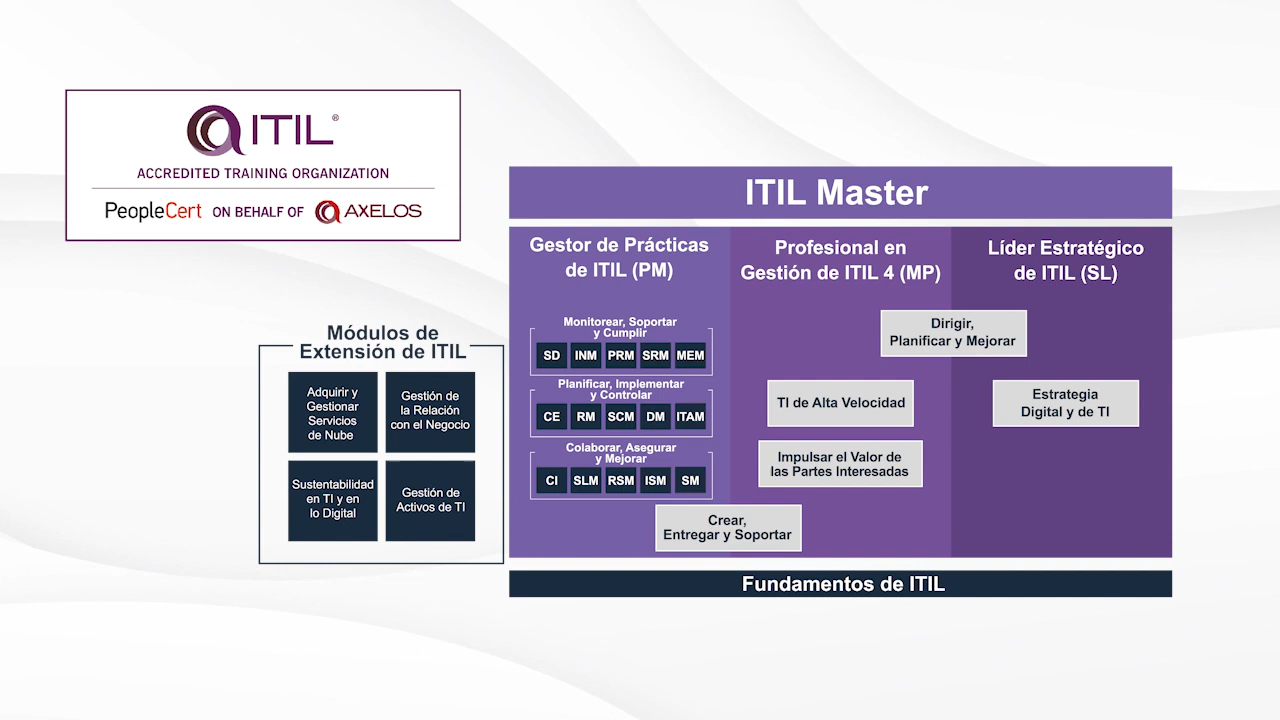 ITIL®
ACCREDITED TRAINING ORGANIZATION
PeopleCert ON BEHALF OF AXELOS
ITIL Master
Gestor de Prácticas
de ITIL (PM)
Monitorear, Soportar
y Cumplir
SD INM PRM SRM MEM
Planificar, Implementar
y Controlar
CE RM SCM DM ITAM
Colaborar, Asegurar
y Mejorar
CI SLM RSM ISM SM
Crear,
Entregar y Soportar
Profesional en
Gestión de ITIL 4 (MP)
TI de Alta Velocidad
Impulsar el Valor de
las Partes Interesadas
Dirigir,
Planificar y Mejorar
Líder Estratégico
de ITIL (SL)
Estrategia
Digital y de TI
Módulos de
Extensión de ITIL
Adquirir y
Gestionar
Servicios
de Nube
Gestión de
la Relación
con el Negocio
Sustentabilidad
en TI y en
lo Digital
Gestión de
Activos de TI
Fundamentos de ITIL